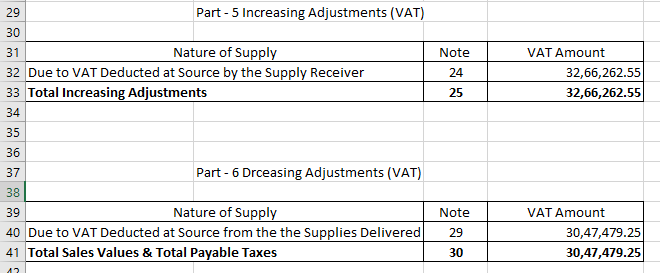 29 Part - 5 Increasing Adjustments (VAT)
30
31 Nature of Supply Note VAT Amount
32 Due to VAT Deducted at Source by the Supply Receiver 24 32,66,262.55
33 Total Increasing Adjustments 25 32,66,262.55
34
35
36
37 Part - 6 Drceasing Adjustments (VAT)
38
39 Nature of Supply Note VAT Amount
40 Due to VAT Deducted at Source from the the Supplies Delivered 29 30,47,479.25
41 Total Sales Values & Total Payable Taxes 30 30,47,479.25
42